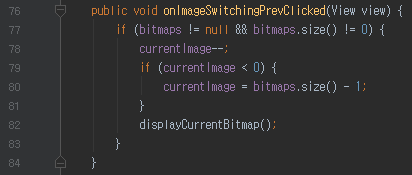 76 public void onImageSwitchingPrevClicked(View view) {
77 if (bitmaps != null && bitmaps.size() != 0) {
78 currentImage--;
79 if (currentImage < 0) {
80 currentImage = bitmaps.size() - 1;
81 }
82 displayCurrentBitmap();
83 }
84 }